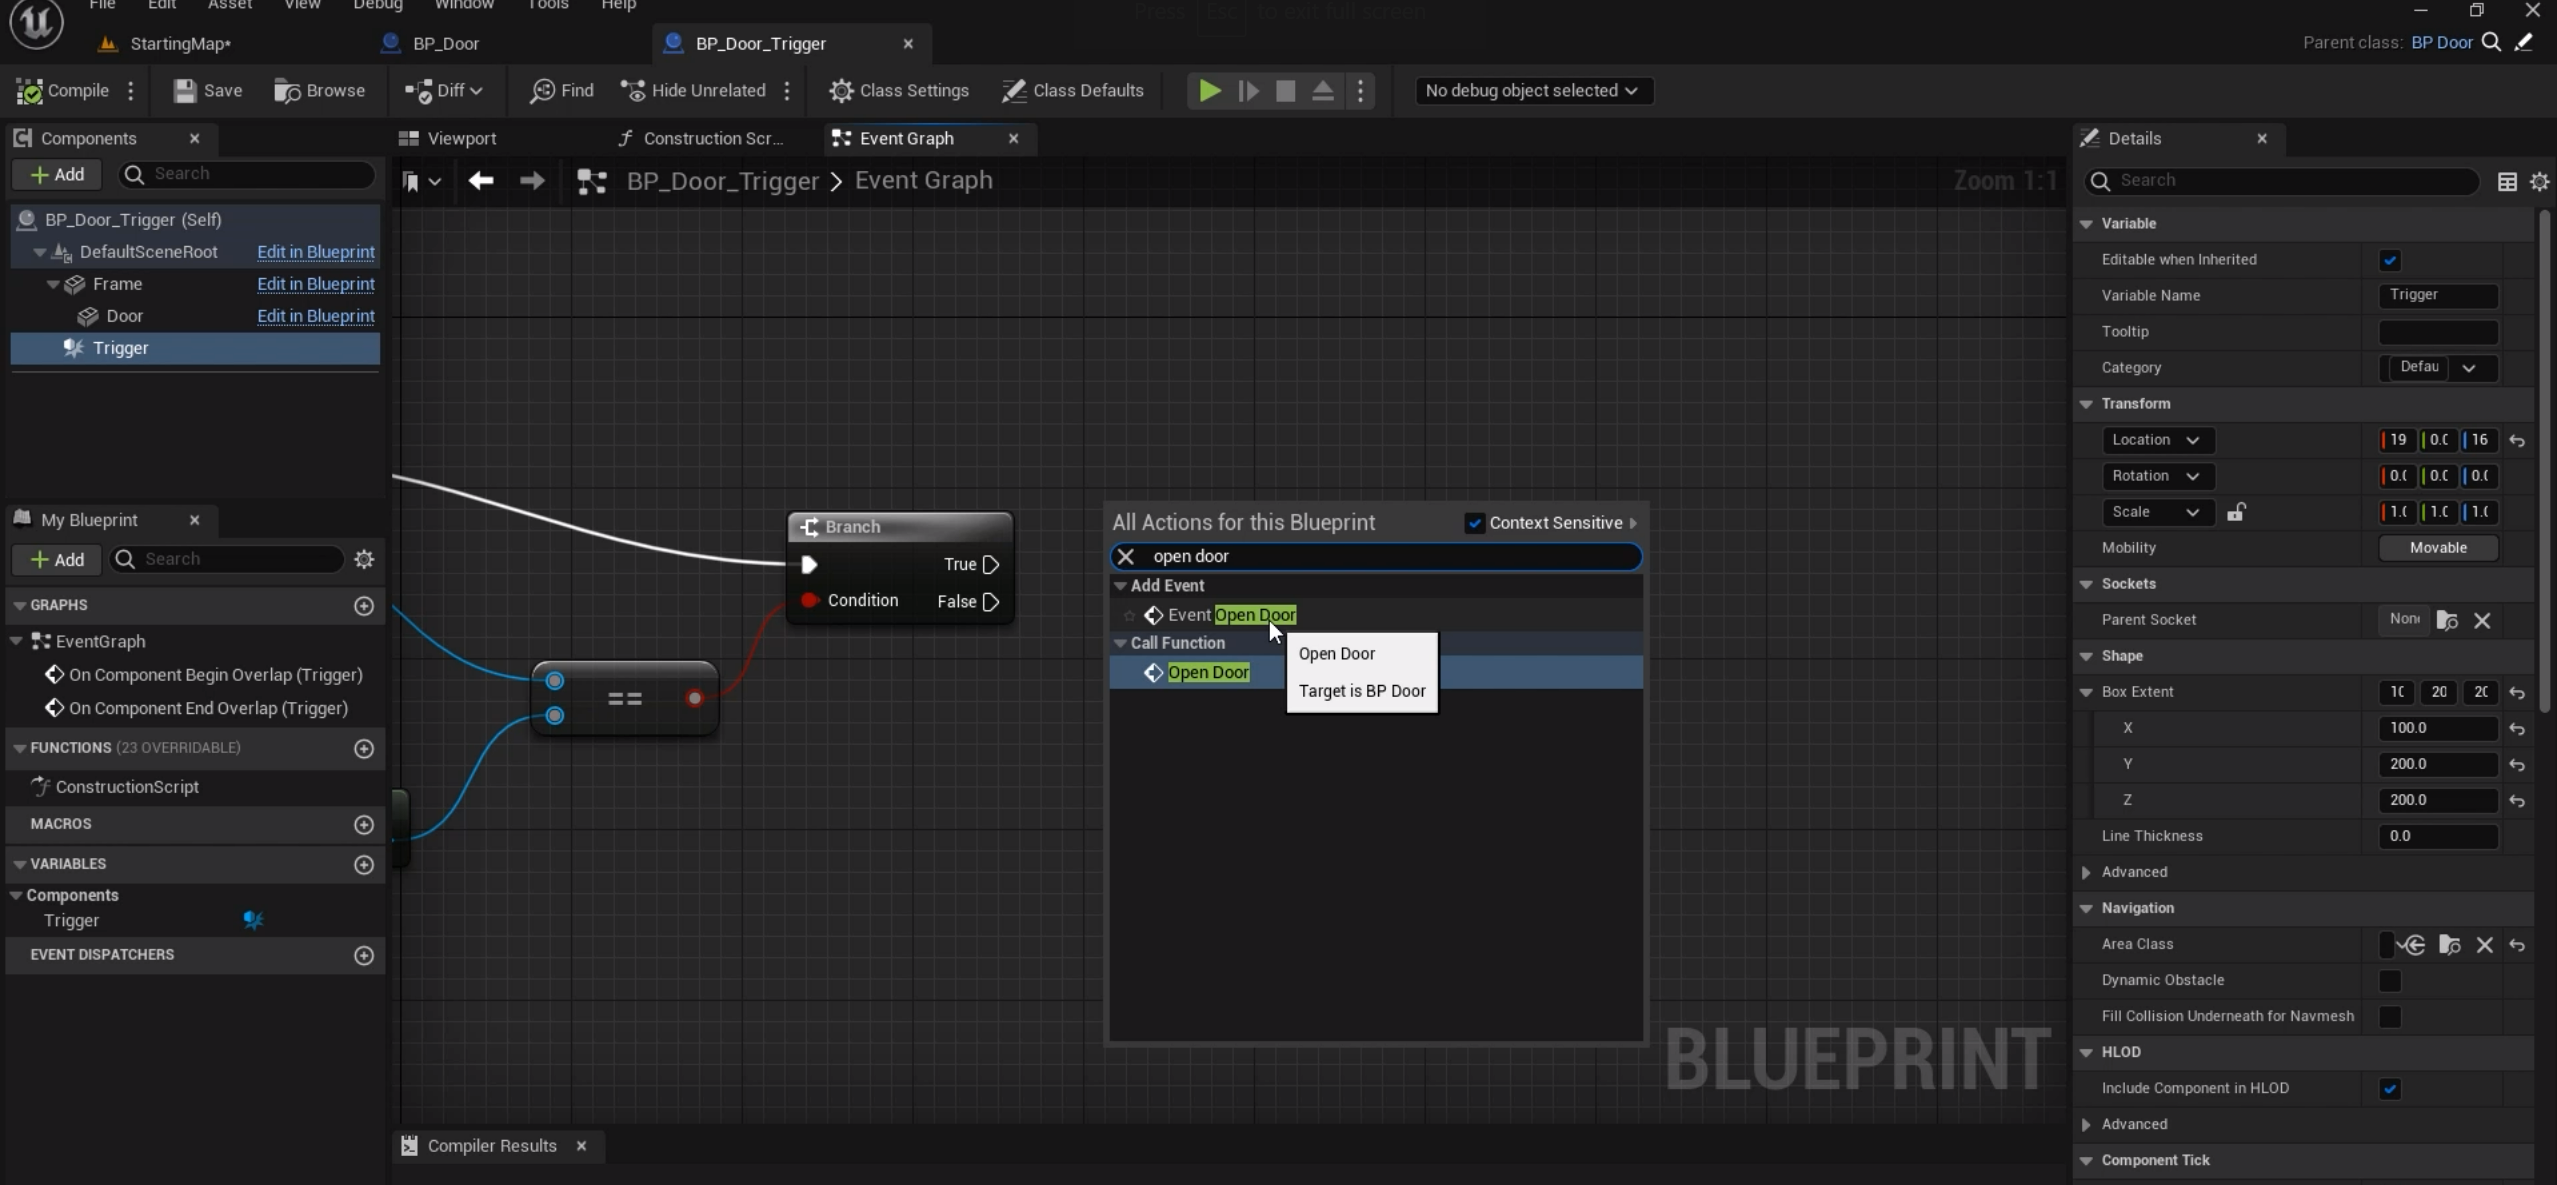 File Edit Asset View Debug Window Tools Help
Press Esc to exit full screen
StartingMap*
BP_Door
BP_Door_Trigger
Parent class: BP Door
Compile
Save
Browse
Diff
Find
Hide Unrelated
Class Settings
Class Defaults
No debug object selected
Components
Add
Search
BP_Door_Trigger (Self)
DefaultSceneRoot Edit in Blueprint
Frame Edit in Blueprint
Door Edit in Blueprint
Trigger
My Blueprint
Add
Search
GRAPHS
EventGraph
On Component Begin Overlap (Trigger)
On Component End Overlap (Trigger)
FUNCTIONS (23 OVERRIDABLE)
ConstructionScript
MACROS
VARIABLES
Components
Trigger
EVENT DISPATCHERS
Viewport
Construction Scr...
Event Graph
BP_Door_Trigger > Event Graph
Zoom 1:1
Branch
True
Condition False
==
All Actions for this Blueprint Context Sensitive
open door
Add Event
Event Open Door
Call Function
Open Door
Open Door
Target is BP Door
BLUEPRINT
Compiler Results
Details
Search
Variable
Editable when Inherited
Variable Name Trigger
Tooltip
Category Defau
Transform
Location 19 0.0 16
Rotation 0.0 0.0 0.0
Scale 1.0 1.0 1.0
Mobility Movable
Sockets
Parent Socket None
Shape
Box Extent 10 20 20
X 100.0
Y 200.0
Z 200.0
Line Thickness 0.0
Advanced
Navigation
Area Class
Dynamic Obstacle
Fill Collision Underneath for Navmesh
HLOD
Include Component in HLOD
Advanced
Component Tick